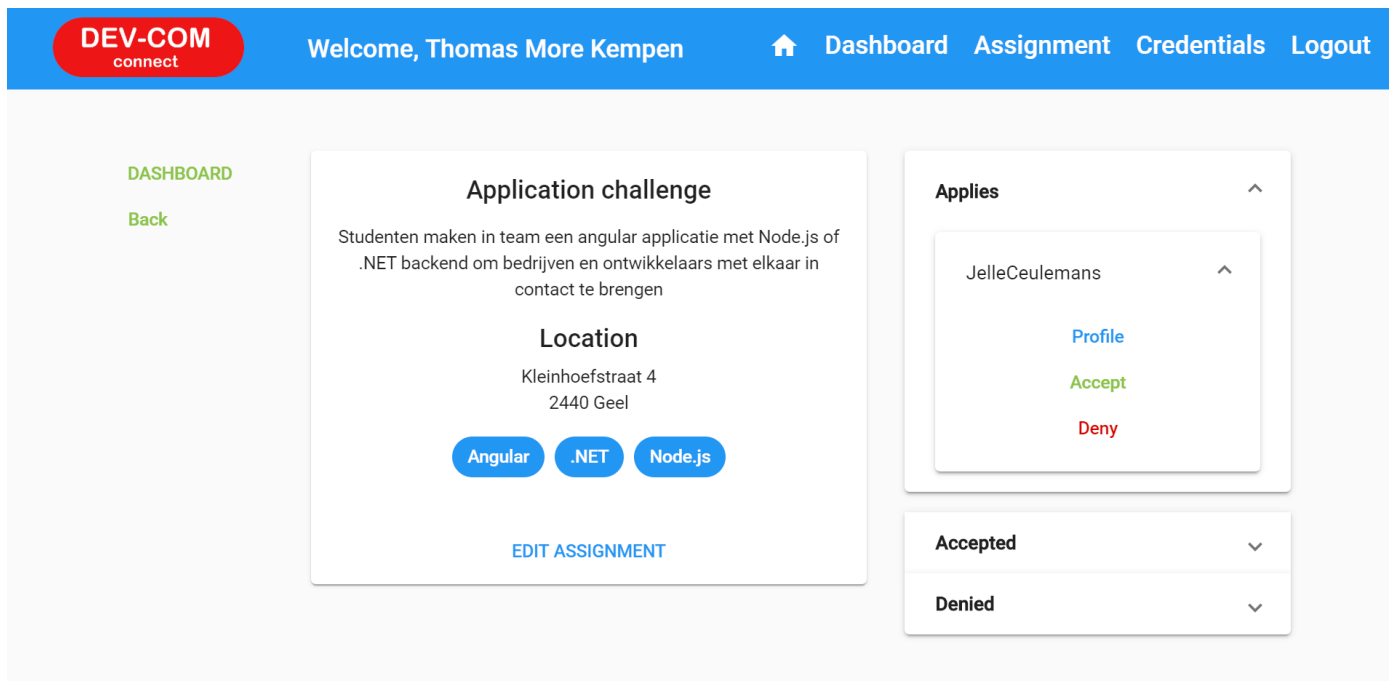 DEV-COM
connect
Welcome, Thomas More Kempen
Dashboard
Assignment
Credentials
Logout
DASHBOARD
Back
Application challenge
Studenten maken in team een angular applicatie met Node.js of
.NET backend om bedrijven en ontwikkelaars met elkaar in
contact te brengen
Location
Kleinhoefstraat 4
2440 Geel
Angular
.NET
Node.js
EDIT ASSIGNMENT
Applies
JelleCeulemans
Profile
Accept
Deny
Accepted
Denied